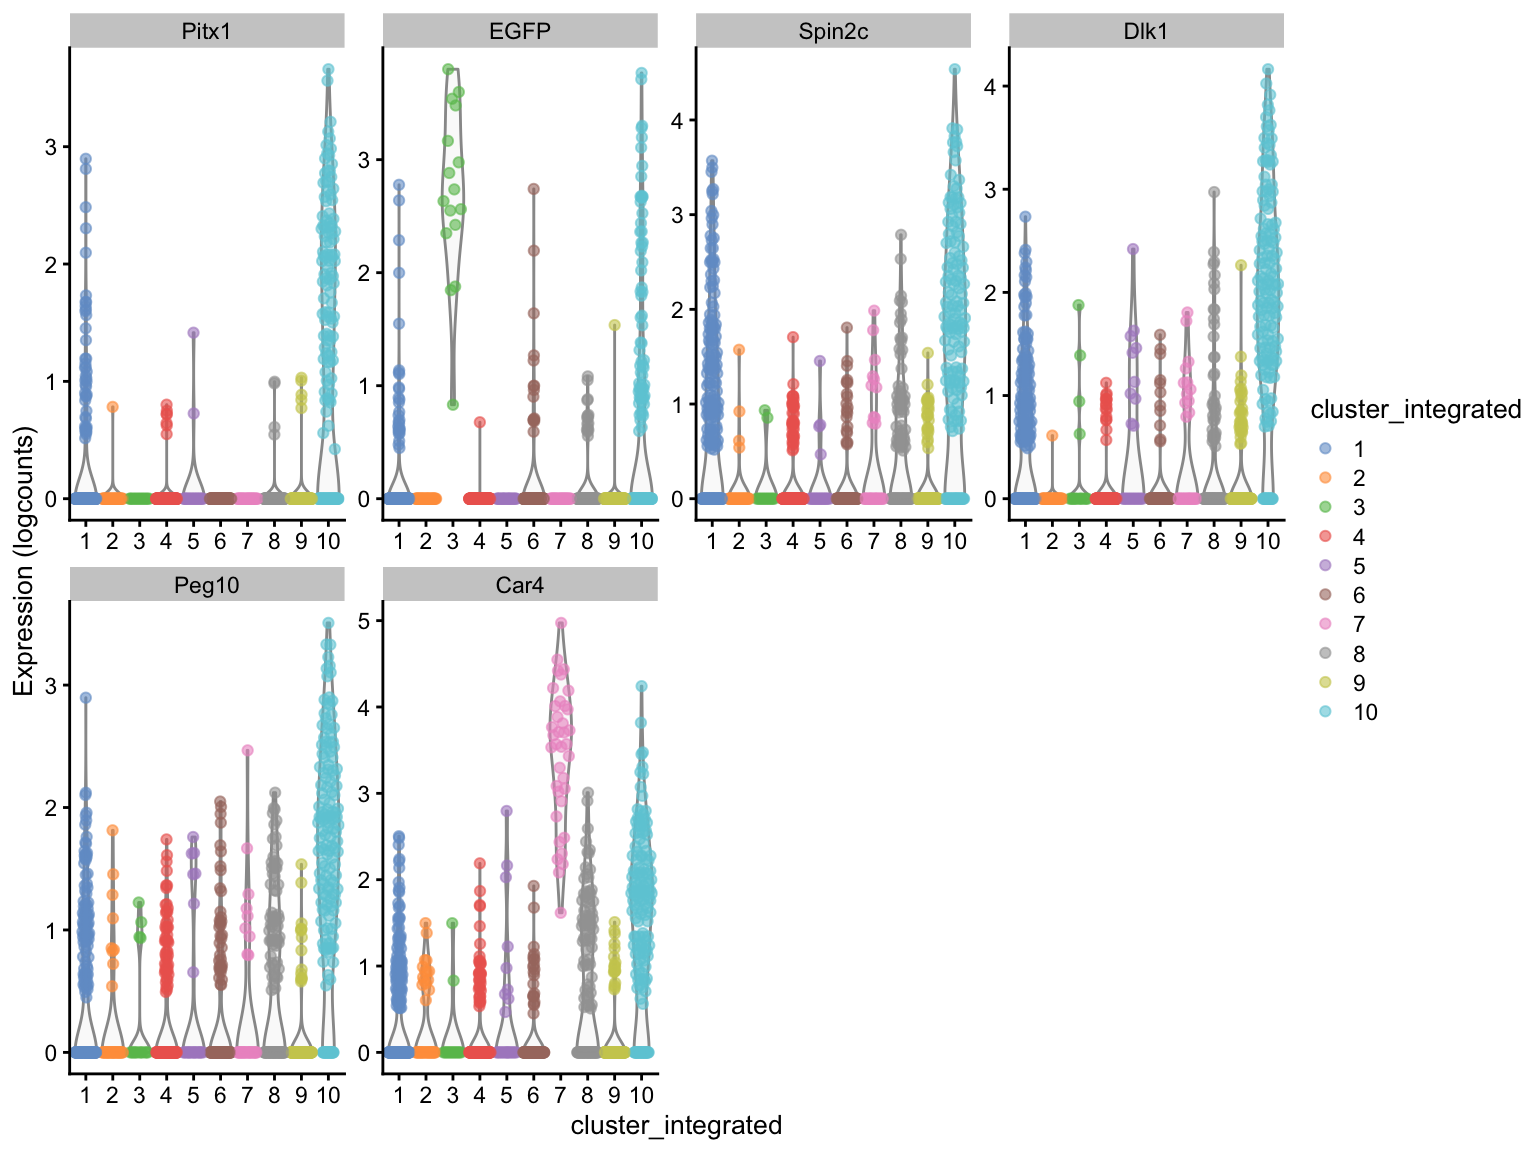 Pitx1 EGFP Spin2c Dlk1
3 3 4 4
2 2 3 3
1 1 2 2
0 0 1 1
0 0
1 2 3 4 5 6 7 8 9 10 1 2 3 4 5 6 7 8 9 10 1 2 3 4 5 6 7 8 9 10 1 2 3 4 5 6 7 8 9 10
Expression (logcounts)
Peg10 Car4
3 5
2 4
1 3
0 2
1
0
1 2 3 4 5 6 7 8 9 10 1 2 3 4 5 6 7 8 9 10
cluster_integrated
cluster_integrated
1
2
3
4
5
6
7
8
9
10